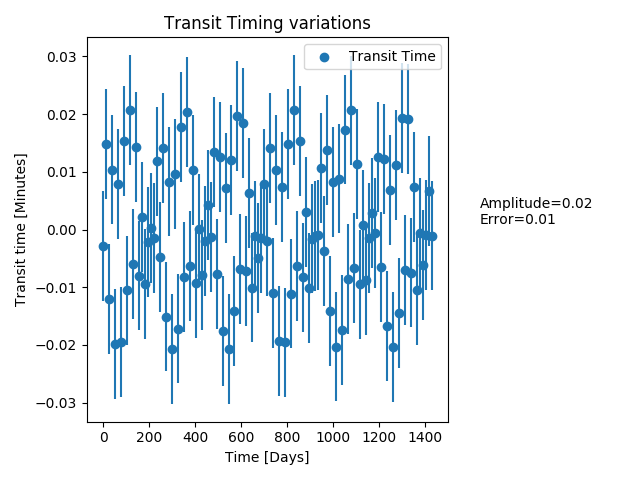 Transit Timing variations
Transit Time
0.03
0.02
0.01
0.00
−0.01
−0.02
−0.03
Transit time [Minutes]
0 200 400 600 800 1000 1200 1400
Time [Days]
Amplitude=0.02
Error=0.01